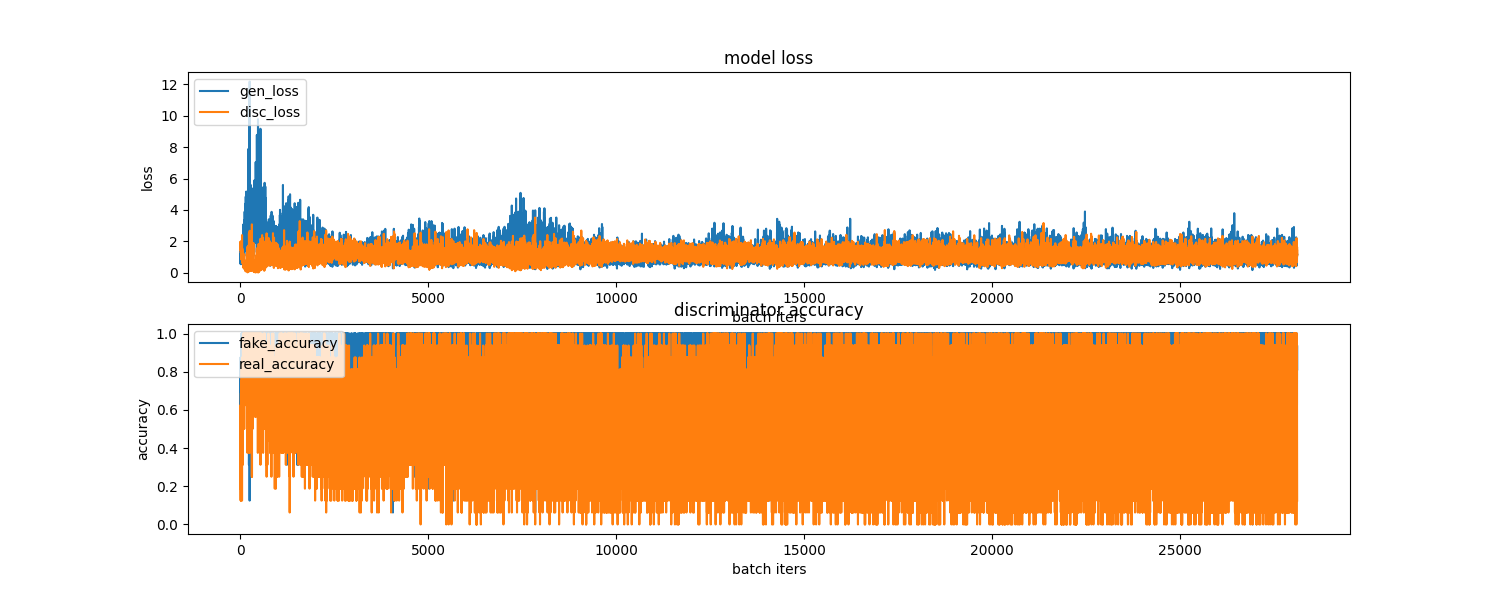 model loss
gen_loss
disc_loss
12
10
8
6
4
2
0
loss
0 5000 10000 15000 20000 25000
batch iters
discriminator accuracy
fake_accuracy
real_accuracy
1.0
0.8
0.6
0.4
0.2
0.0
accuracy
0 5000 10000 15000 20000 25000
batch iters